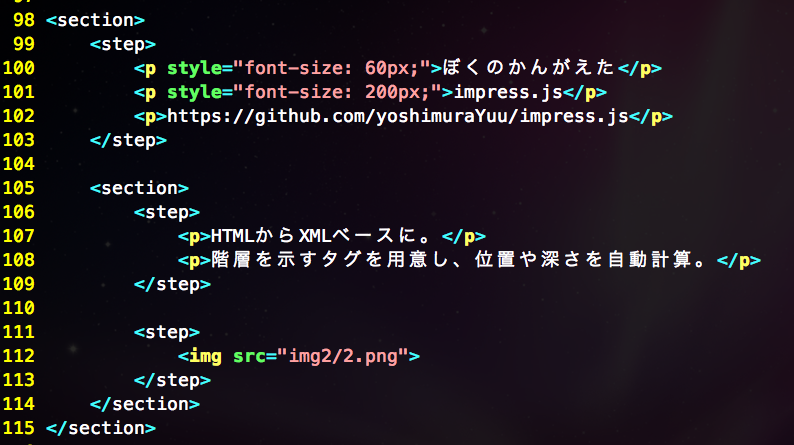 98 <section>
99     <step>
100         <p style="font-size: 60px;">ぼくのかんがえた</p>
101         <p style="font-size: 200px;">impress.js</p>
102         <p>https://github.com/yoshimuraYuu/impress.js</p>
103     </step>
104
105     <section>
106         <step>
107             <p>HTMLからXMLベースに。</p>
108             <p>階層を示すタグを用意し、位置や深さを自動計算。</p>
109         </step>
110
111         <step>
112             <img src="img2/2.png">
113         </step>
114     </section>
115 </section>